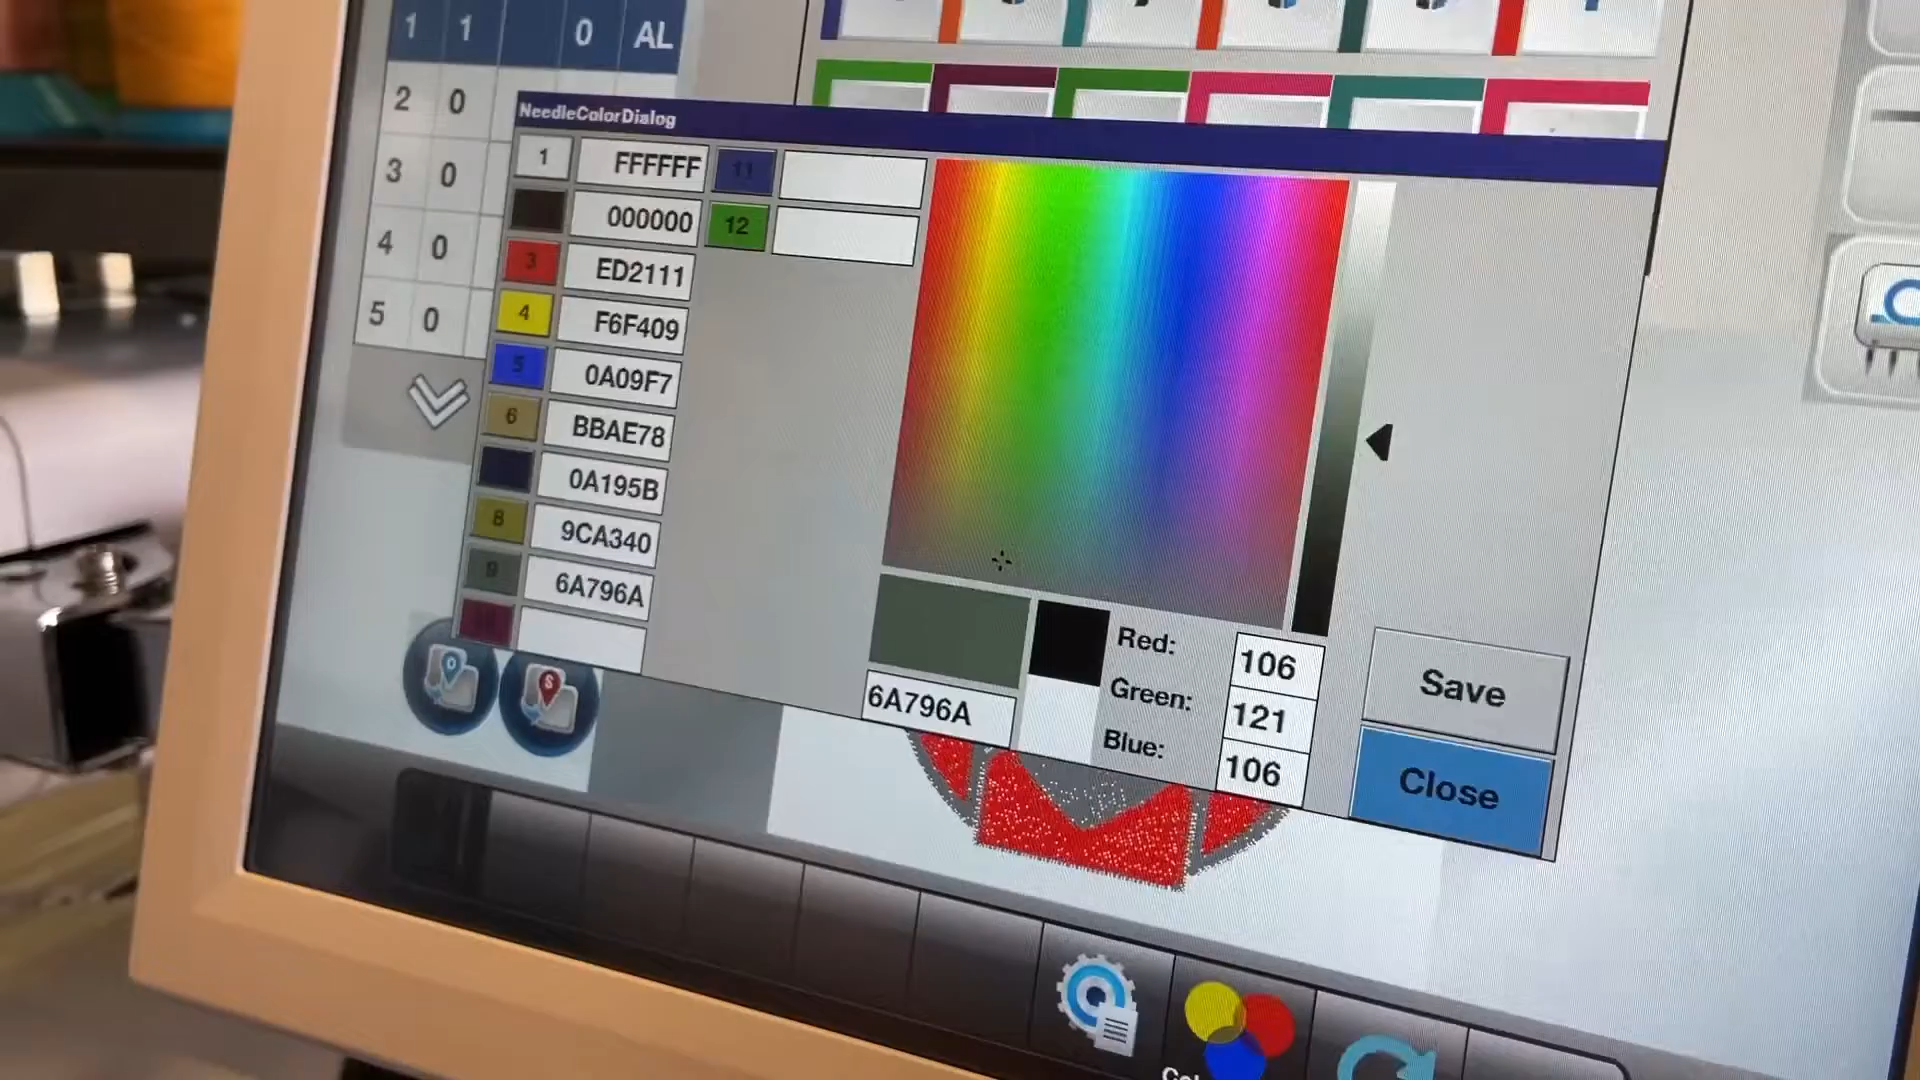 1 1 0 AL
2 0
3 0
4 0
5 0
NeedleColorDialog
1 FFFFFF 11
000000 12
3 ED2111
4 F6F409
5 0A09F7
6 BBAE78
0A195B
8 9CA340
9 6A796A
6A796A
Red: 106
Green: 121
Blue: 106
Save
Close